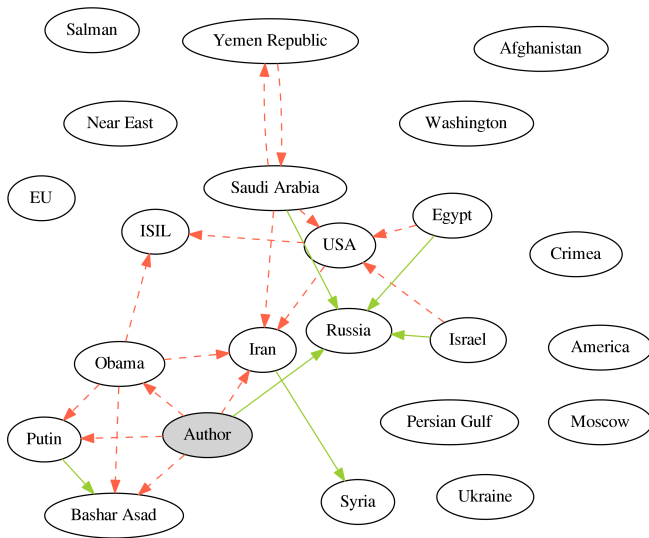 Salman
Yemen Republic
Afghanistan
Near East
Washington
EU
Saudi Arabia
Egypt
ISIL
USA
Crimea
Russia
Israel
America
Obama
Iran
Persian Gulf
Moscow
Putin
Author
Syria
Ukraine
Bashar Asad